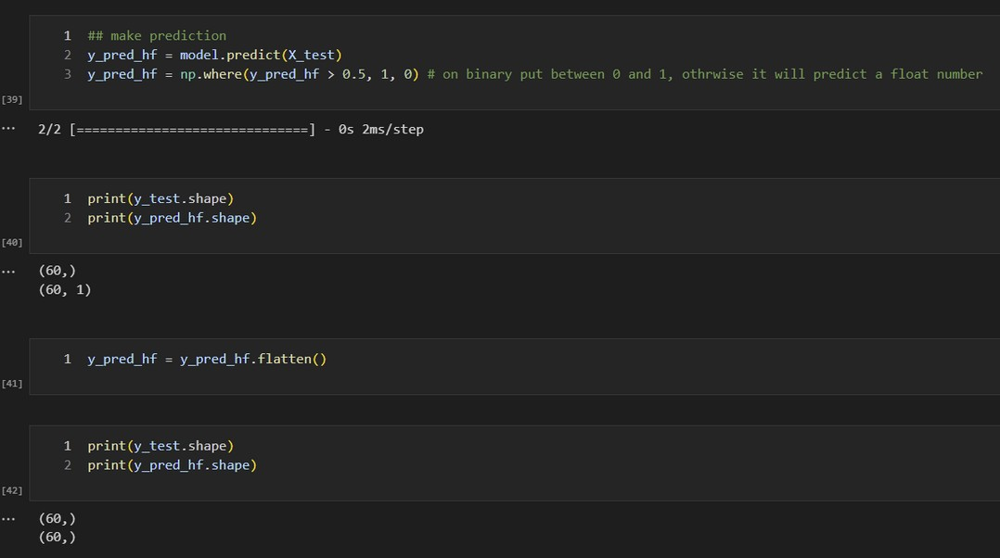 1 ## make prediction
2 y_pred_hf = model.predict(X_test)
3 y_pred_hf = np.where(y_pred_hf > 0.5, 1, 0) # on binary put between 0 and 1, othrwise it will predict a float number
[39]
... 2/2 [==============================] - 0s 2ms/step
1 print(y_test.shape)
2 print(y_pred_hf.shape)
[40]
... (60,)
(60, 1)
1 y_pred_hf = y_pred_hf.flatten()
[41]
1 print(y_test.shape)
2 print(y_pred_hf.shape)
[42]
... (60,)
(60,)